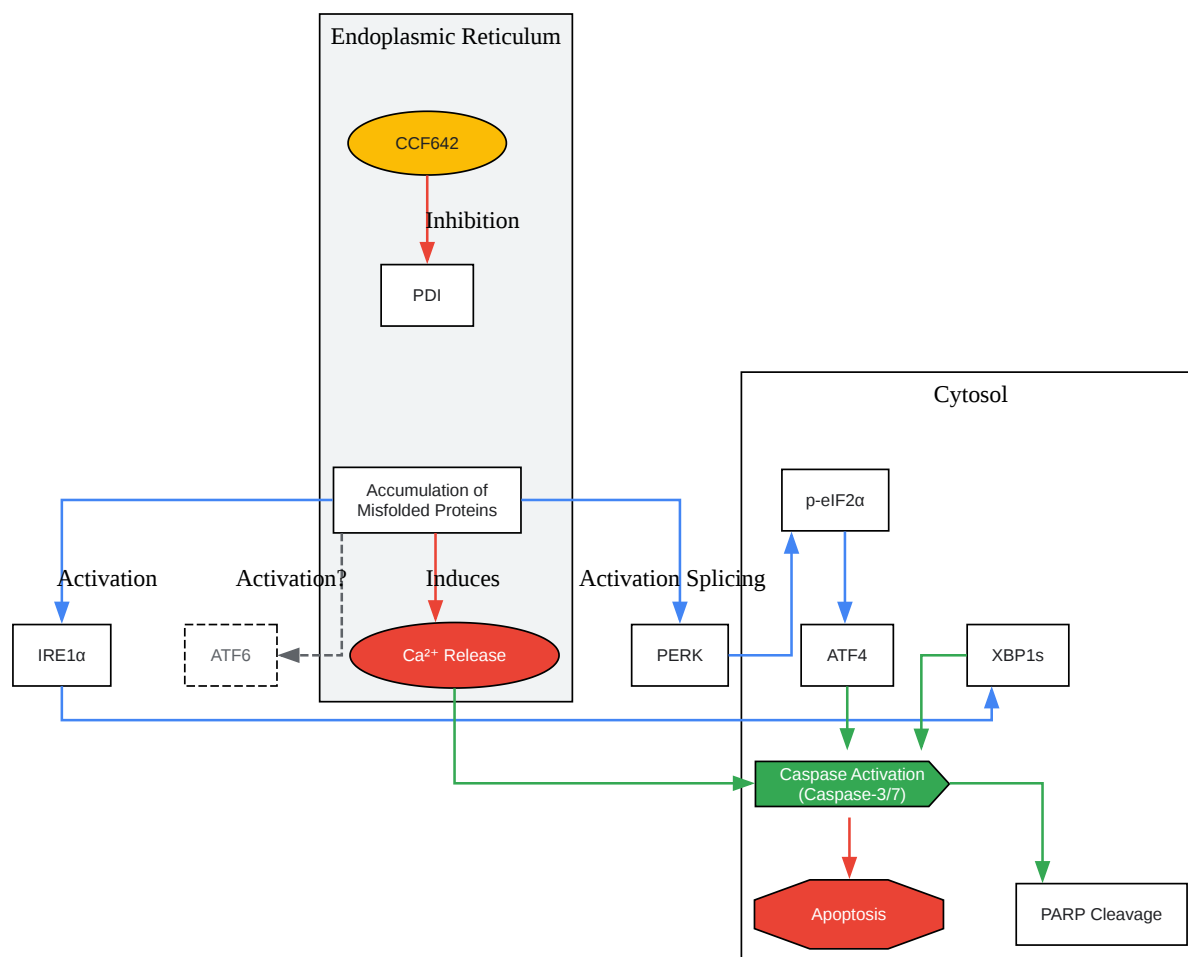 Endoplasmic Reticulum
CCF642
Inhibition
PDI
Cytosol
Accumulation of
Misfolded Proteins
p-eIF2α
Activation
Activation?
Induces
Activation Splicing
IRE1α
ATF6
Ca²⁺ Release
PERK
ATF4
XBP1s
Caspase Activation
(Caspase-3/7)
Apoptosis
PARP Cleavage